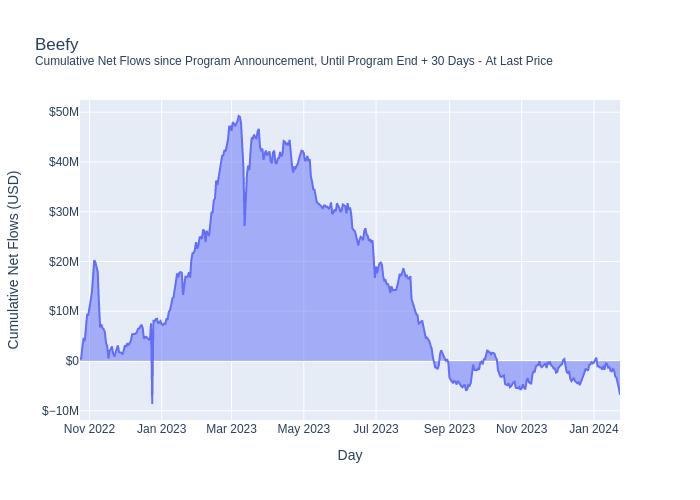 Beefy
Cumulative Net Flows since Program Announcement, Until Program End + 30 Days - At Last Price
$50M
$40M
$30M
$20M
$10M
$0
$−10M
Cumulative Net Flows (USD)
Nov 2022 Jan 2023 Mar 2023 May 2023 Jul 2023 Sep 2023 Nov 2023 Jan 2024
Day